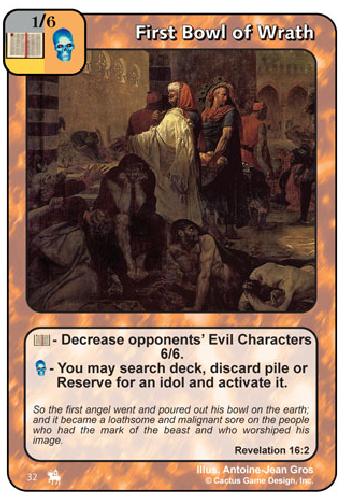 1/6
First Bowl of Wrath
- Decrease opponents' Evil Characters
6/6.
- You may search deck, discard pile or
Reserve for an idol and activate it.
So the first angel went and poured out his bowl on the earth;
and it became a loathsome and malignant sore on the people
who had the mark of the beast and who worshiped his
image.
Revelation 16:2
Illus. Antoine-Jean Gros
32
© Cactus Game Design, Inc.